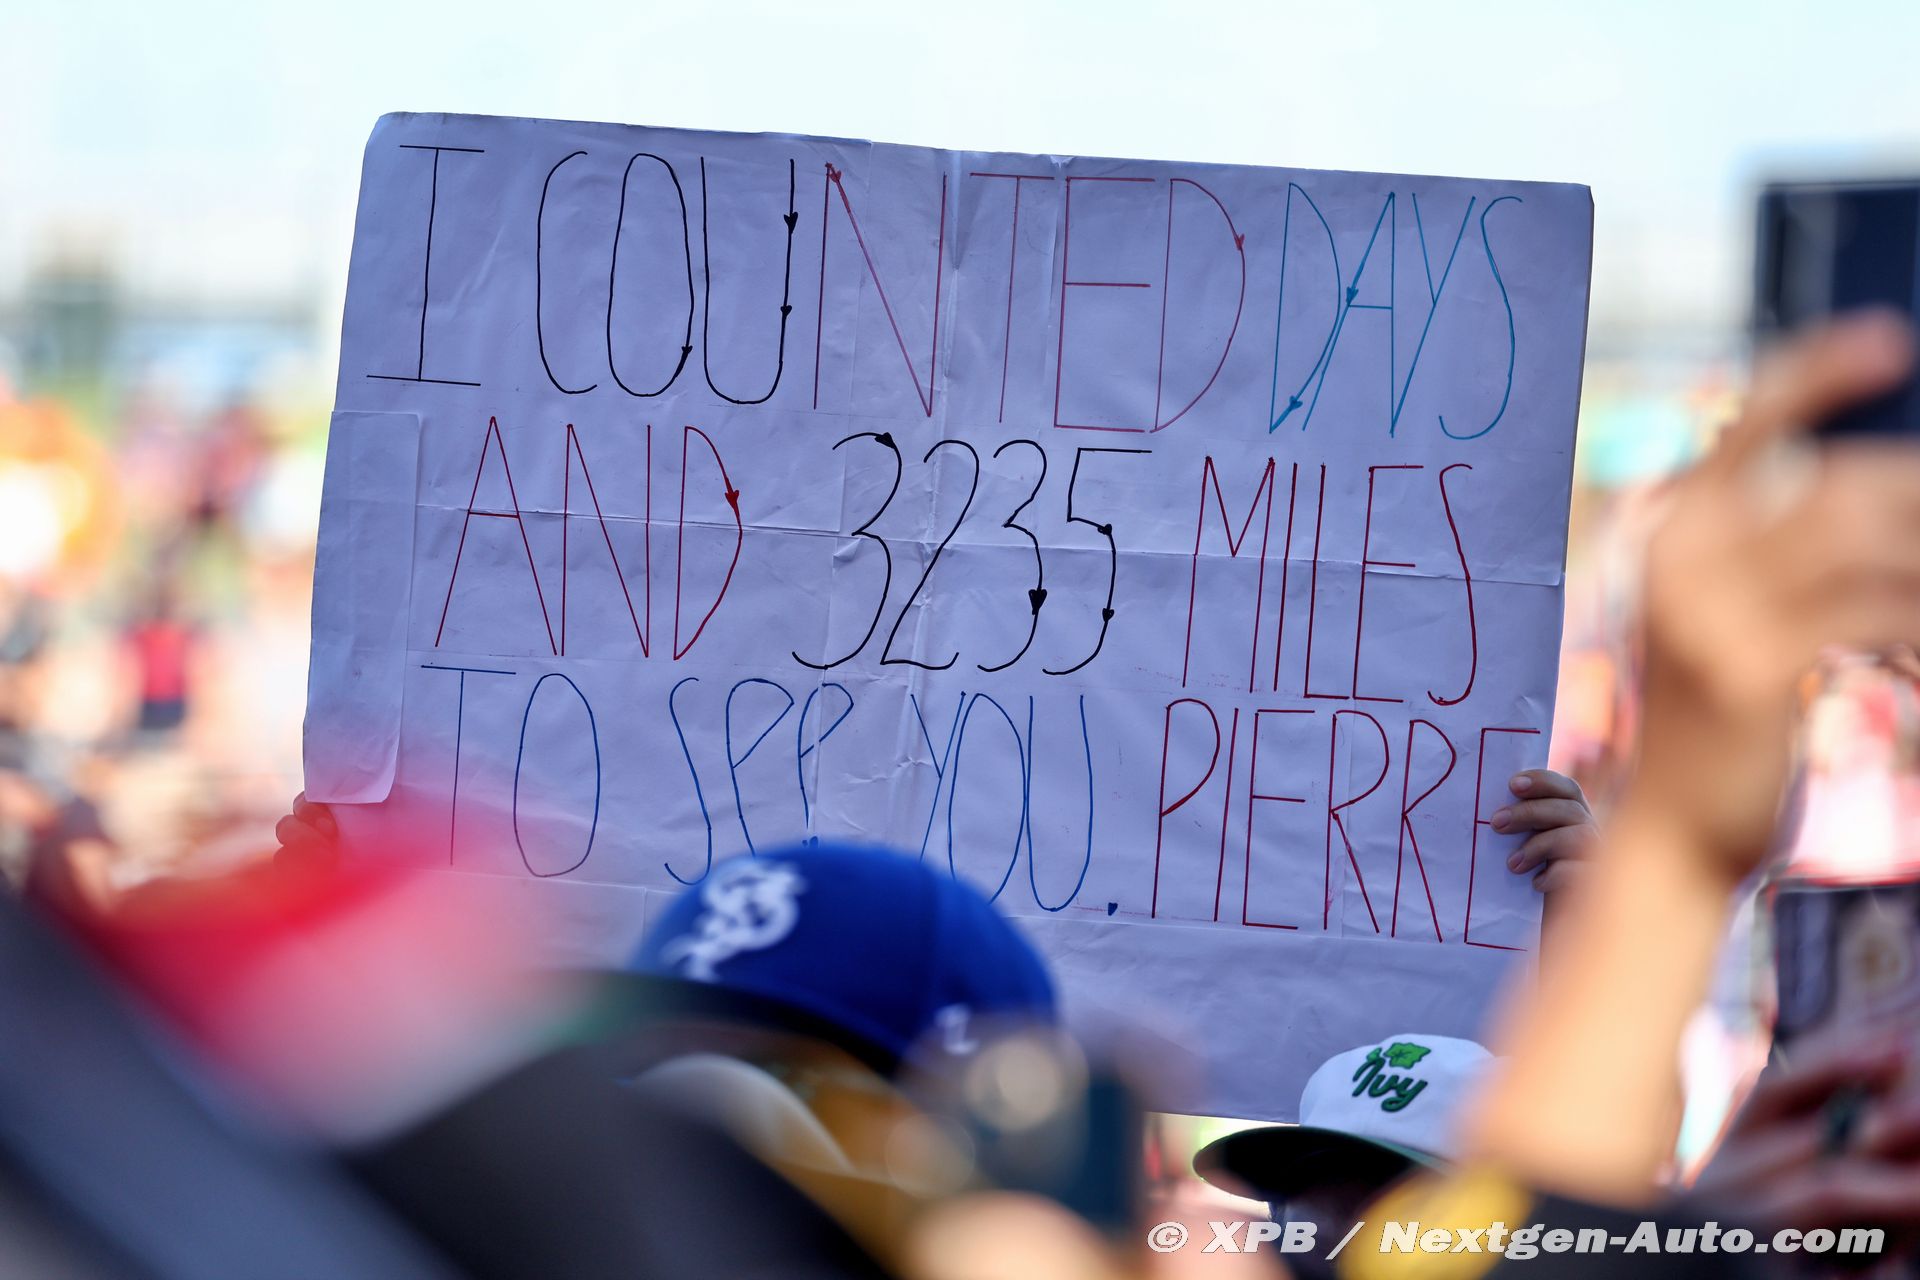 I COUNTED DAYS
AND 3235 MILES
TO SEE YOU. PIERRE
Ivy
© XPB / Nextgen-Auto.com